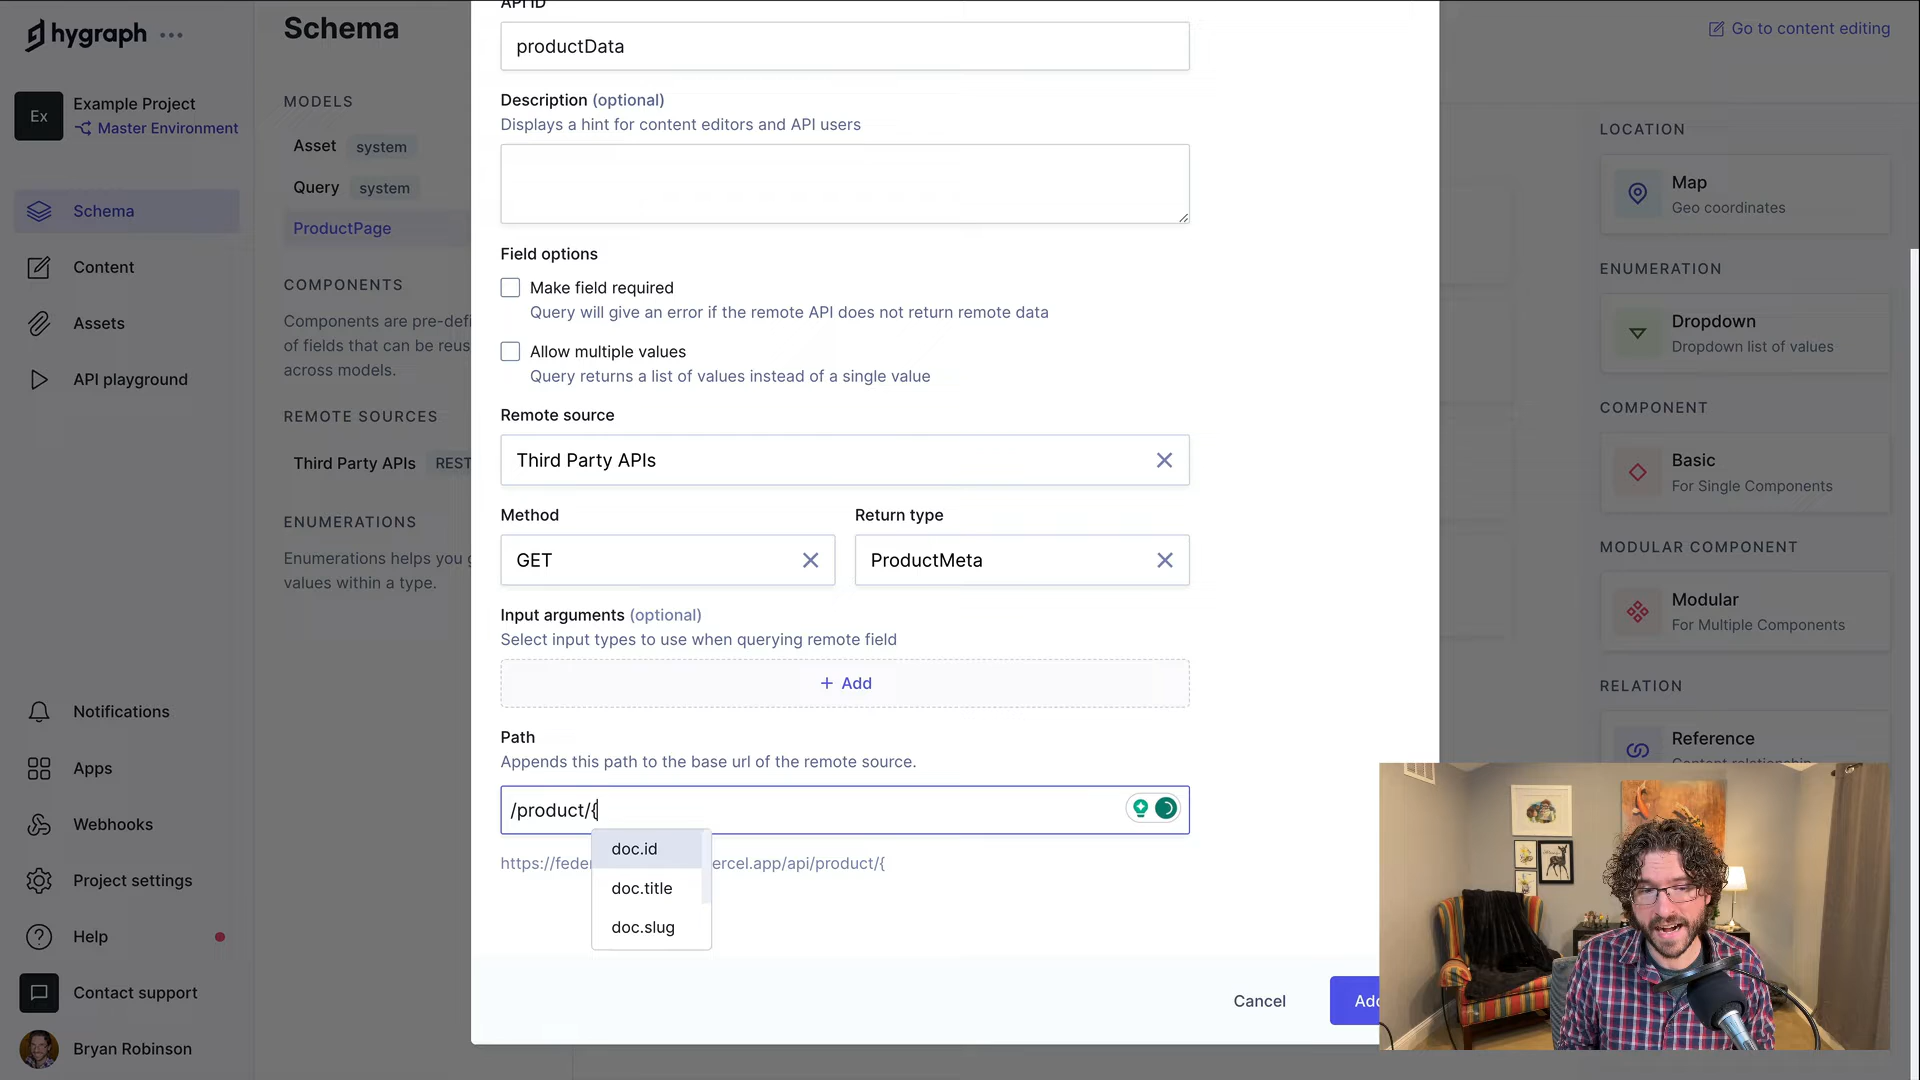 hygraph
Ex
Example Project
Master Environment
Schema
Content
Assets
API playground
Notifications
Apps
Webhooks
Project settings
Help
Contact support
Bryan Robinson
Schema
MODELS
Asset system
Query system
ProductPage
COMPONENTS
Components are pre-defi
of fields that can be reus
across models.
REMOTE SOURCES
Third Party APIs REST
ENUMERATIONS
Enumerations helps you
values within a type.
API ID
productData
Description (optional)
Displays a hint for content editors and API users
Field options
Make field required
Query will give an error if the remote API does not return remote data
Allow multiple values
Query returns a list of values instead of a single value
Remote source
Third Party APIs
Method
GET
Return type
ProductMeta
Input arguments (optional)
Select input types to use when querying remote field
+ Add
Path
Appends this path to the base url of the remote source.
/product/{
https://feder ercel.app/api/product/{
doc.id
doc.title
doc.slug
Cancel
Add
Go to content editing
LOCATION
Map
Geo coordinates
ENUMERATION
Dropdown
Dropdown list of values
COMPONENT
Basic
For Single Components
MODULAR COMPONENT
Modular
For Multiple Components
RELATION
Reference
Content relationship